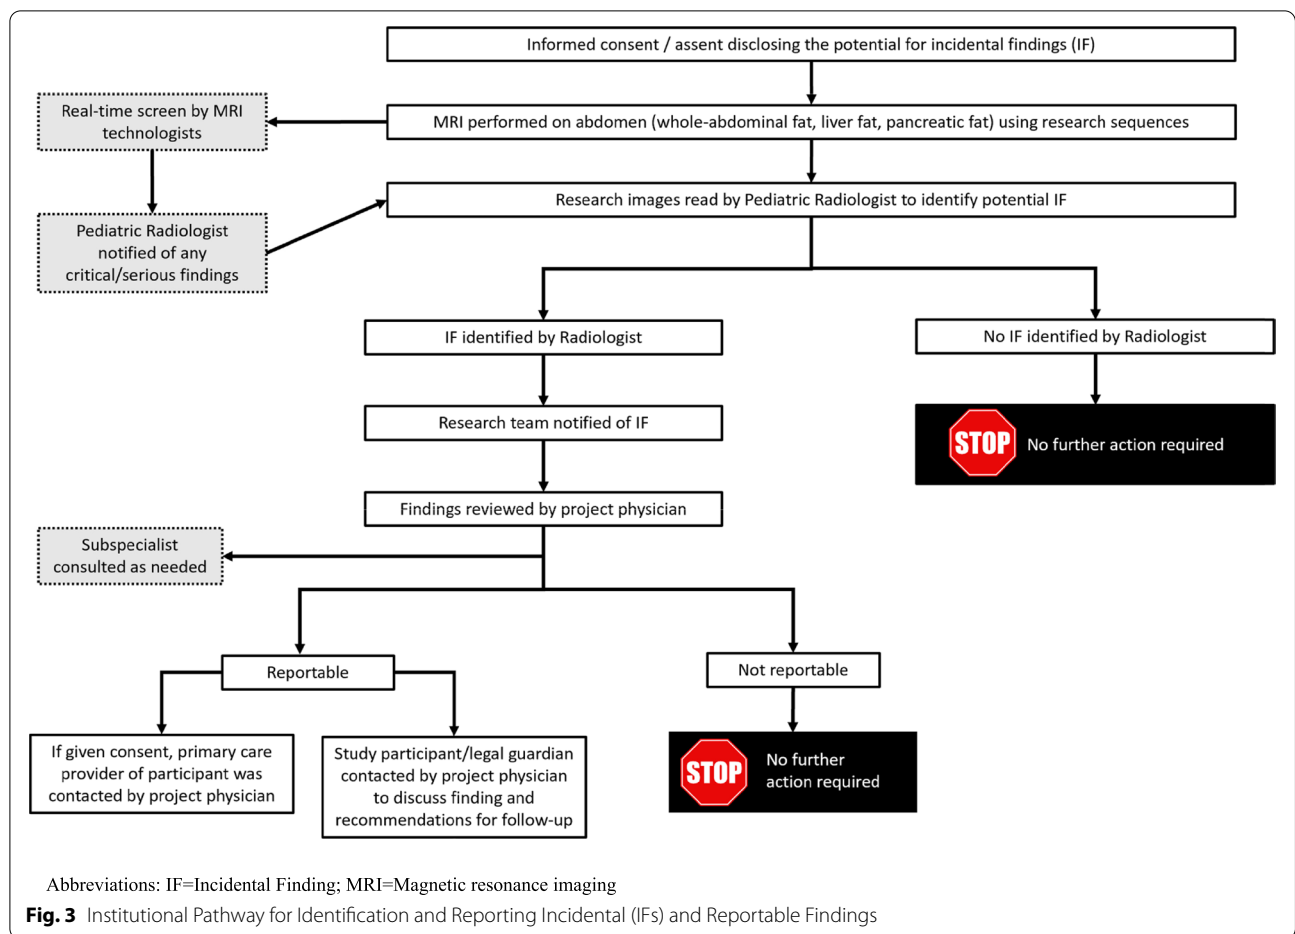 Informed consent / assent disclosing the potential for incidental findings (IF)
Real-time screen by MRI
technologists
MRI performed on abdomen (whole-abdominal fat, liver fat, pancreatic fat) using research sequences
Research images read by Pediatric Radiologist to identify potential IF
Pediatric Radiologist
notified of any
critical/serious findings
IF identified by Radiologist
No IF identified by Radiologist
Research team notified of IF
STOP No further action required
Findings reviewed by project physician
Subspecialist
consulted as needed
Reportable
Not reportable
If given consent, primary care
provider of participant was
contacted by project physician
Study participant/legal guardian
contacted by project physician
to discuss finding and
recommendations for follow-up
STOP
No further
action required
Abbreviations: IF=Incidental Finding; MRI=Magnetic resonance imaging
Fig. 3 Institutional Pathway for Identification and Reporting Incidental (IFs) and Reportable Findings